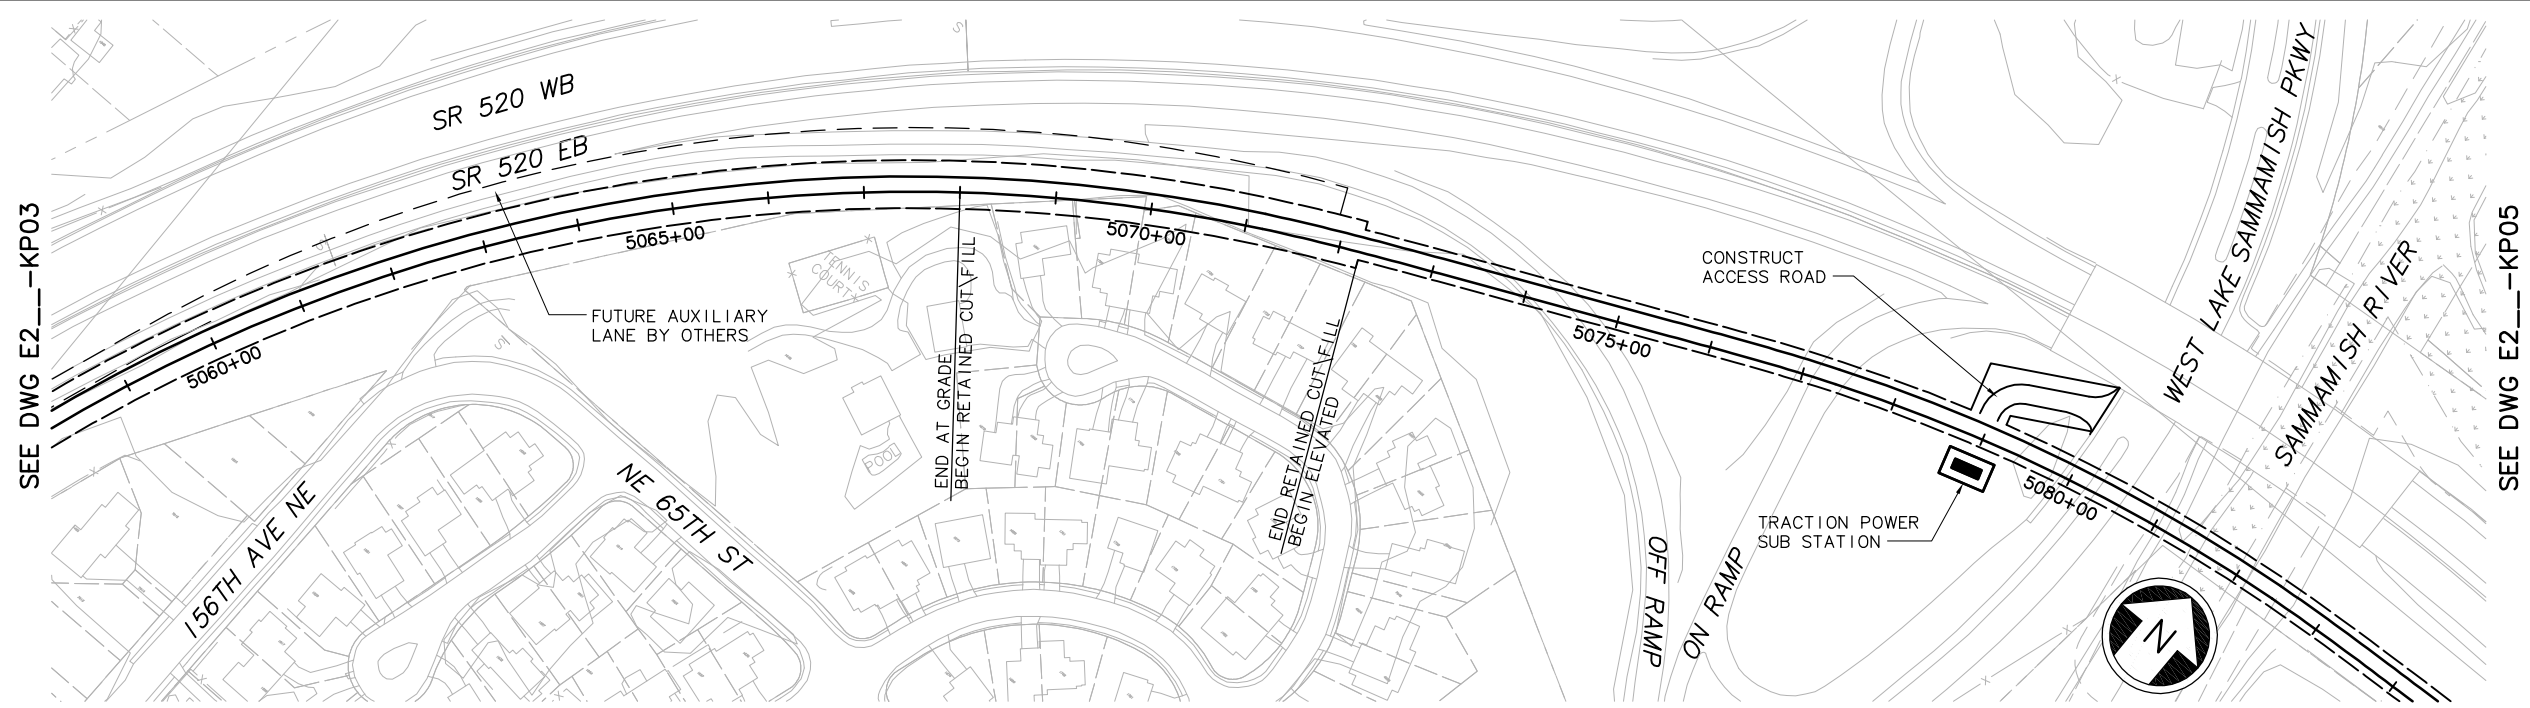 SEE DWG E2___-KP03
SR 520 WB
SR 520 EB
FUTURE AUXILIARY
LANE BY OTHERS
5060+00
5065+00
5070+00
5075+00
5080+00
TENNIS
COURT
POOL
156TH AVE NE
NE 65TH ST
END AT GRADE
BEGIN RETAINED CUT\FILL
END RETAINED CUT\FILL
BEGIN ELEVATED
OFF RAMP
ON RAMP
CONSTRUCT
ACCESS ROAD
TRACTION POWER
SUB STATION
WEST LAKE SAMMAMISH PKWY
SAMMAMISH RIVER
N
SEE DWG E2___-KP05